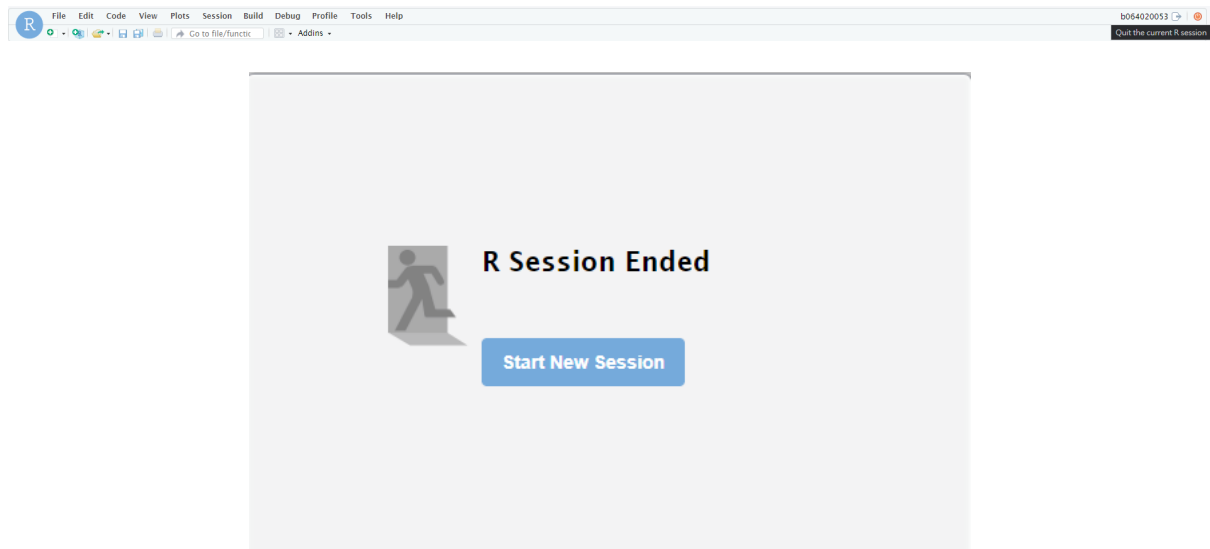 File Edit Code View Plots Session Build Debug Profile Tools Help b064020053
R
Go to file/functic Addins
Quit the current R session
R Session Ended
Start New Session